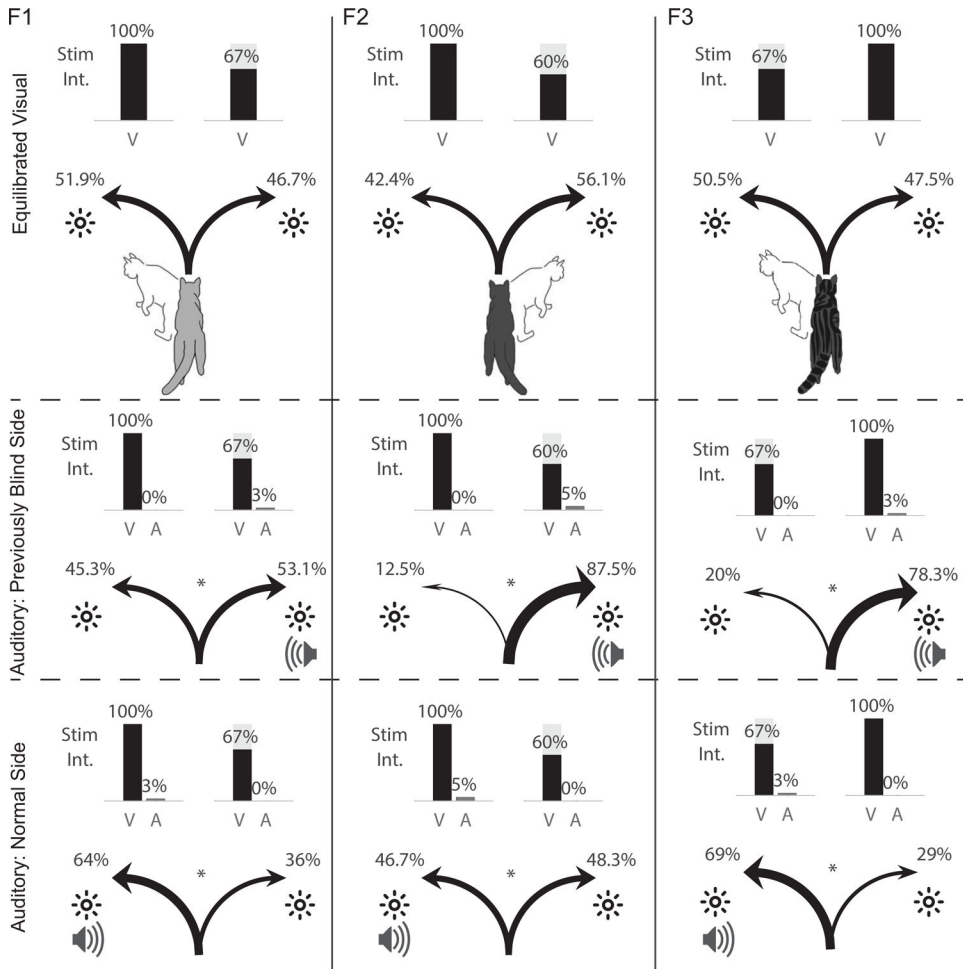 F1 F2 F3
Equilibrated Visual
100% 100% 100%
Stim 67% Stim 60% Stim 67%
Int. Int. Int.
V V V V V V
51.9% 46.7% 42.4% 56.1% 50.5% 47.5%
Auditory: Previously Blind Side
100% 100% 100%
Stim 67% Stim 60% Stim 67%
Int. 0% 3% Int. 0% 5% Int. 0% 3%
V A V A V A V A V A V A
45.3% * 53.1% 12.5% * 87.5% 20% * 78.3%
Auditory: Normal Side
100% 100% 100%
Stim 67% Stim 60% Stim 67%
Int. 3% 0% Int. 5% 0% Int. 3% 0%
V A V A V A V A V A V A
64% * 36% 46.7% * 48.3% 69% * 29%